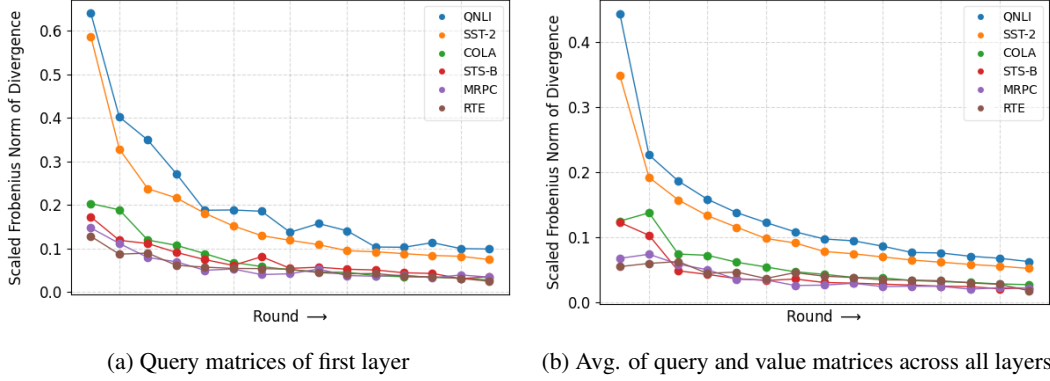 Scaled Frobenius Norm of Divergence
0.6
0.5
0.4
0.3
0.2
0.1
0.0
QNLI
SST-2
COLA
STS-B
MRPC
RTE
Round →
(a) Query matrices of first layer
Scaled Frobenius Norm of Divergence
0.4
0.3
0.2
0.1
0.0
QNLI
SST-2
COLA
STS-B
MRPC
RTE
Round →
(b) Avg. of query and value matrices across all layers